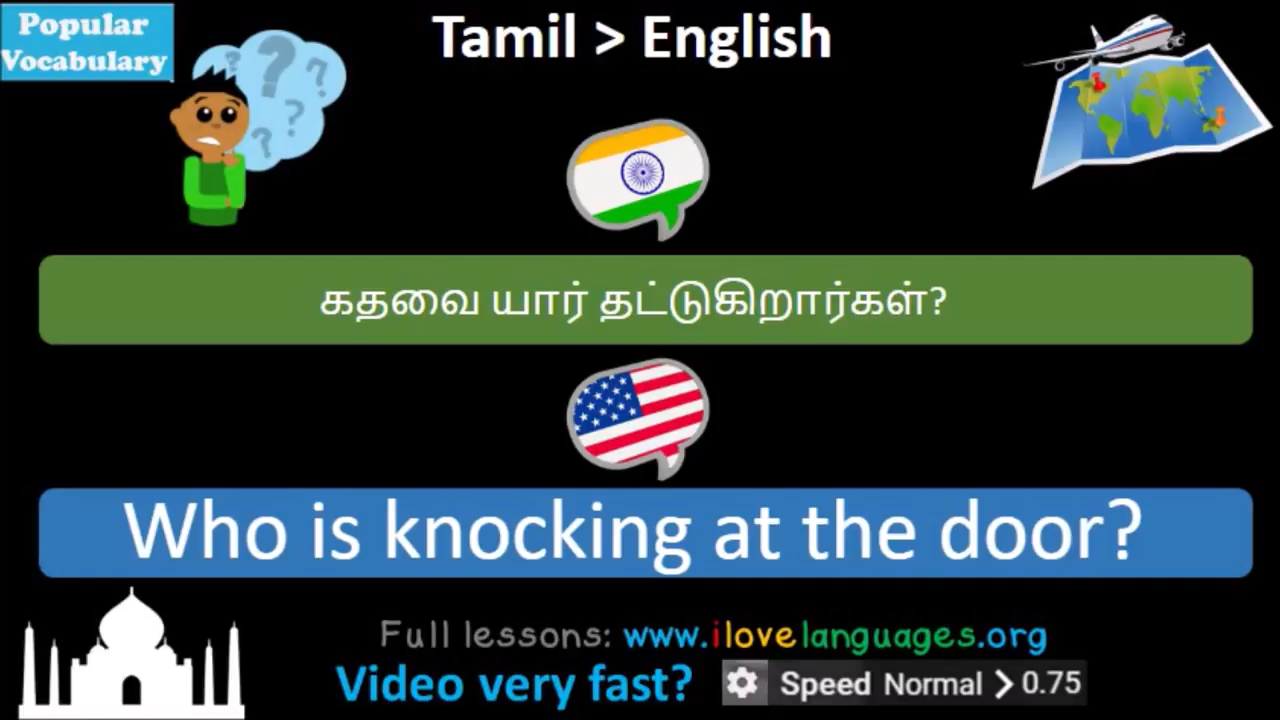 Popular
Vocabulary
Tamil > English
கதவை யார் தட்டுகிறார்கள்?
Who is knocking at the door?
Full lessons: www.ilovelanguages.org
Video very fast? Speed Normal > 0.75